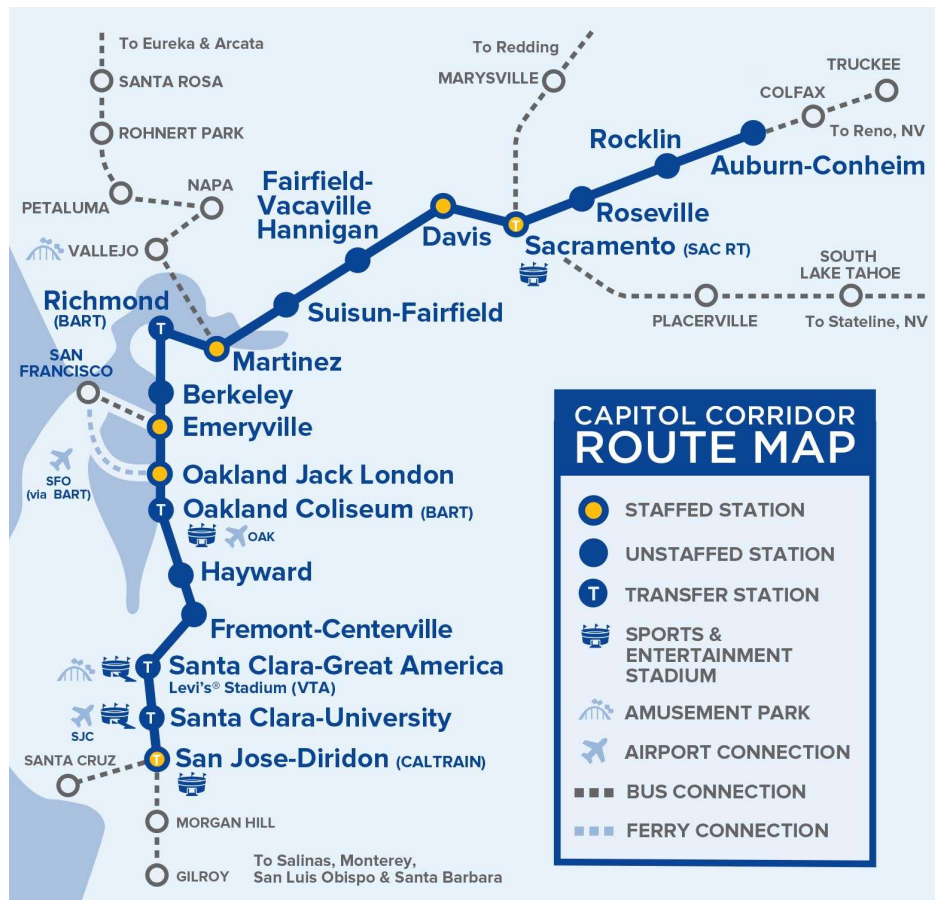 To Eureka & Arcata
SANTA ROSA
ROHNERT PARK
NAPA
PETALUMA
VALLEJO
To Redding
MARYSVILLE
TRUCKEE
COLFAX
To Reno, NV
Rocklin
Auburn-Conheim
Roseville
Fairfield-
Vacaville
Hannigan
Davis
T
Sacramento (SAC RT)
SOUTH
LAKE TAHOE
PLACERVILLE
To Stateline, NV
Suisun-Fairfield
Richmond
(BART)
T
Martinez
SAN
FRANCISCO
Berkeley
Emeryville
SFO
(via BART)
Oakland Jack London
T
Oakland Coliseum (BART)
OAK
Hayward
Fremont-Centerville
T
Santa Clara-Great America
Levi's® Stadium (VTA)
T
Santa Clara-University
SJC
SANTA CRUZ
T
San Jose-Diridon (CALTRAIN)
MORGAN HILL
GILROY
To Salinas, Monterey,
San Luis Obispo & Santa Barbara
CAPITOL CORRIDOR
ROUTE MAP
STAFFED STATION
UNSTAFFED STATION
T
TRANSFER STATION
SPORTS &
ENTERTAINMENT
STADIUM
AMUSEMENT PARK
AIRPORT CONNECTION
BUS CONNECTION
FERRY CONNECTION